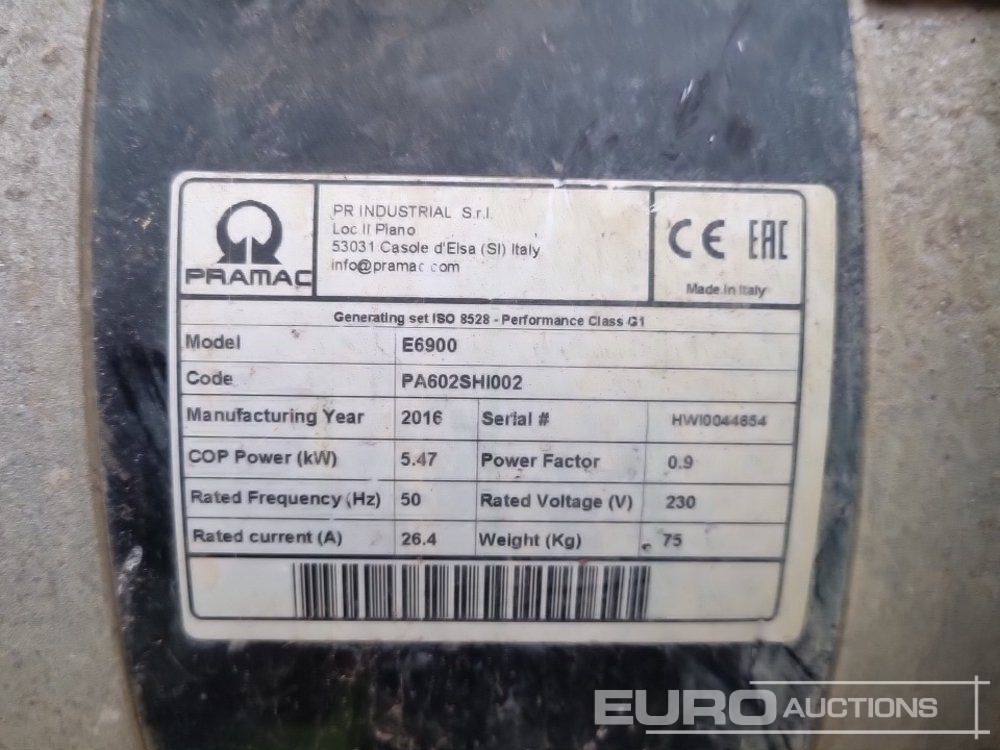 PRAMAC
PR INDUSTRIAL S.r.l.
Loc Il Piano
53031 Casole d'Elsa (SI) Italy
info@pramac.com
CE EAC
Made in Italy
Generating set ISO 8528 - Performance Class G1
Model E6900
Code PA602SHI002
Manufacturing Year 2016 Serial # HWI0044654
COP Power (kW) 5.47 Power Factor 0.9
Rated Frequency (Hz) 50 Rated Voltage (V) 230
Rated current (A) 26.4 Weight (Kg) 75
EURO AUCTIONS